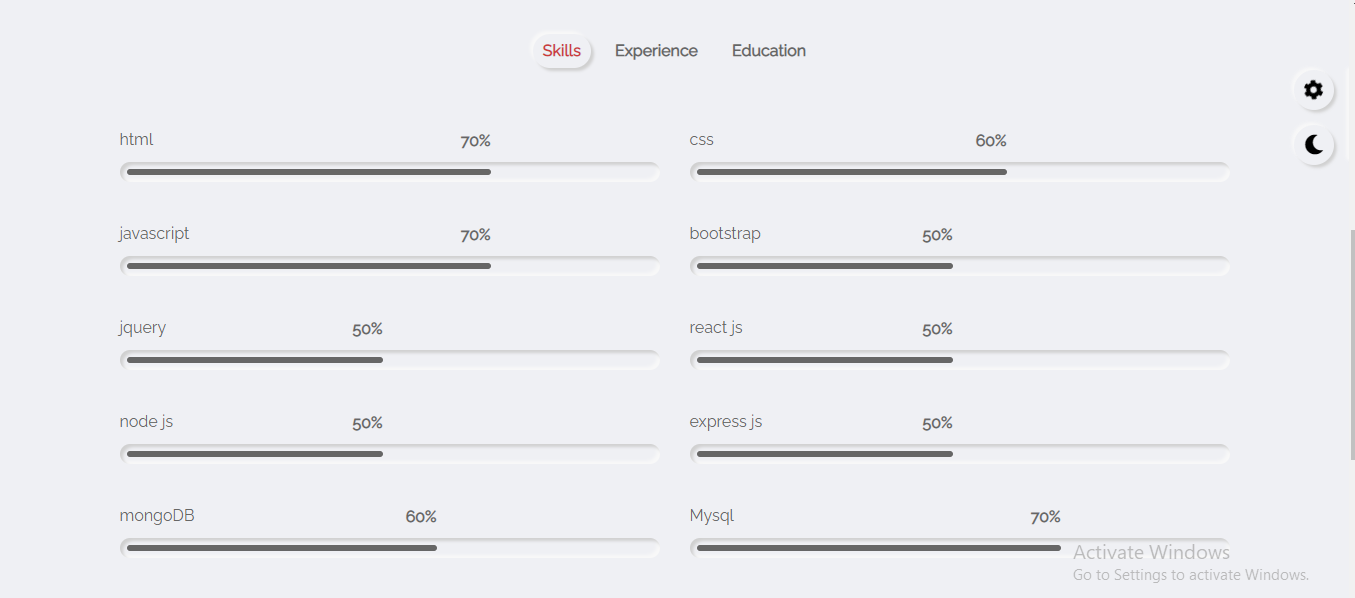 Skills Experience Education
html 70% css 60%
javascript 70% bootstrap 50%
jquery 50% react js 50%
node js 50% express js 50%
mongoDB 60% Mysql 70%
Activate Windows
Go to Settings to activate Windows.